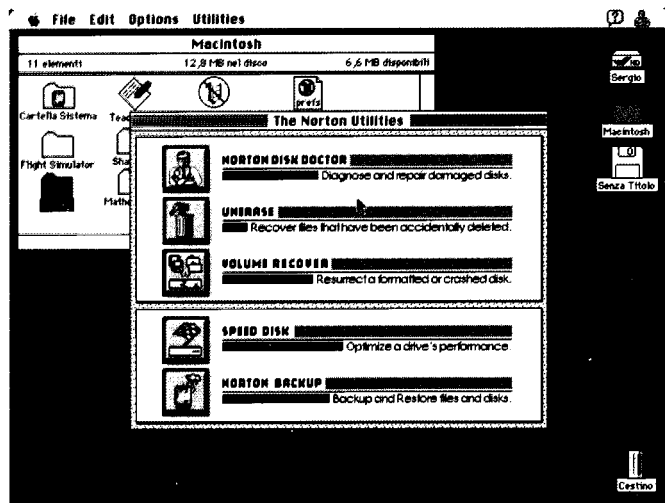 File Edit Options Utilities
Macintosh
11 elementi 12,8 MB nel disco 6,6 MB disponibili
prefs
Cartella Sistema
Flight Simulator
The Norton Utilities
NORTON DISK DOCTOR
Diagnose and repair damaged disks.
UNERASE
Recover files that have been accidentally deleted.
VOLUME RECOVER
Resurrect a formatted or crashed disk.
SPEED DISK
Optimize a drive's performance.
NORTON BACKUP
Backup and Restore files and disks.
Sergio
Macintosh
Senza Titolo
Cestino